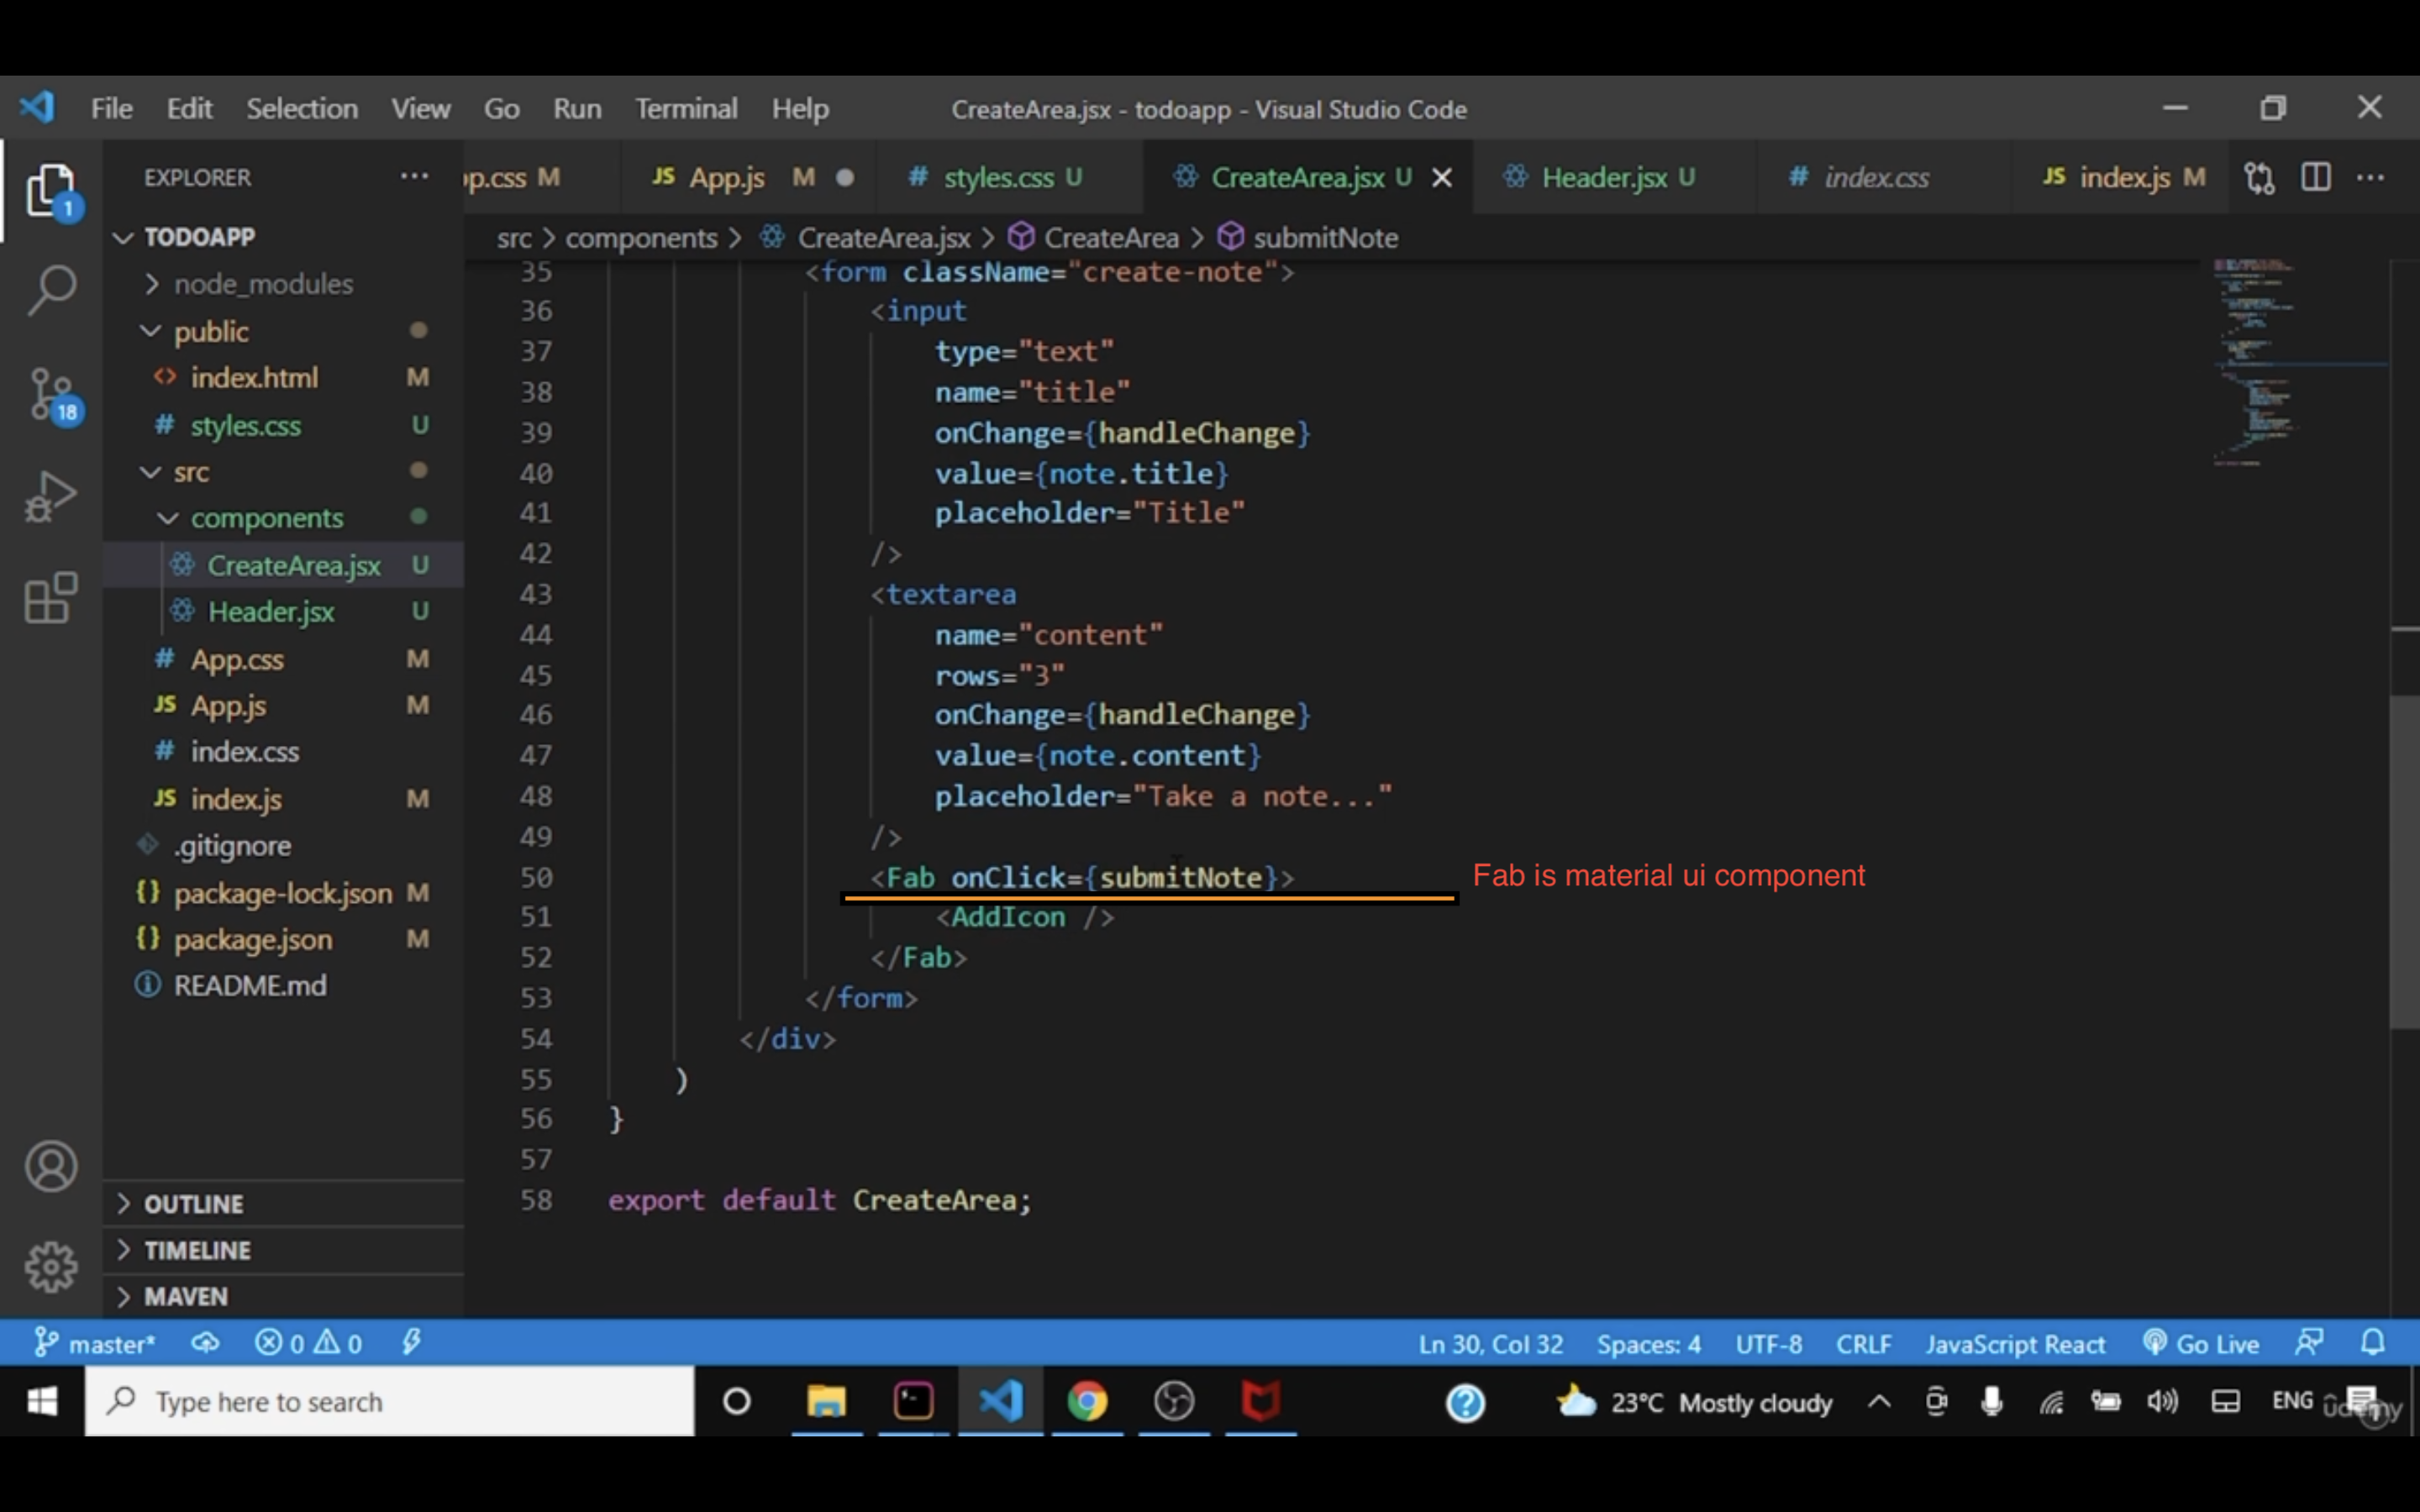 File Edit Selection View Go Run Terminal Help CreateArea.jsx - todoapp - Visual Studio Code
EXPLORER
pp.css M App.js M styles.css U CreateArea.jsx U Header.jsx U index.css index.js M
src > components > CreateArea.jsx > CreateArea > submitNote
1
18
TODOAPP
node_modules
public
index.html M
styles.css U
src
components
CreateArea.jsx U
Header.jsx U
App.css M
App.js M
index.css
index.js M
.gitignore
package-lock.json M
package.json M
README.md
OUTLINE
TIMELINE
MAVEN
35 <form className="create-note">
36 <input
37 type="text"
38 name="title"
39 onChange={handleChange}
40 value={note.title}
41 placeholder="Title"
42 />
43 <textarea
44 name="content"
45 rows="3"
46 onChange={handleChange}
47 value={note.content}
48 placeholder="Take a note..."
49 />
50 <Fab onClick={submitNote}> Fab is material ui component
51 <AddIcon />
52 </Fab>
53 </form>
54 </div>
55 )
56 }
57
58 export default CreateArea;
master* 0 0 Ln 30, Col 32 Spaces: 4 UTF-8 CRLF JavaScript React Go Live
Type here to search 23°C Mostly cloudy ENG ûdemy